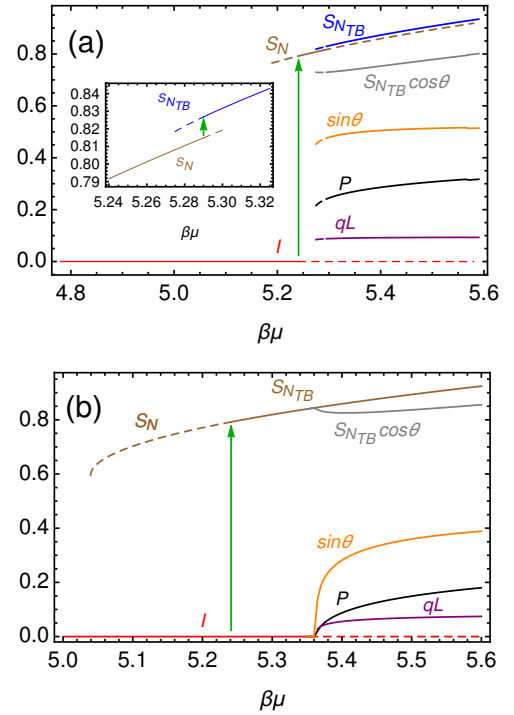 (a)
S_N
S_{N_{TB}}
S_{N_{TB}} cosθ
sinθ
P
qL
I
0.8
0.6
0.4
0.2
0.0
4.8 5.0 5.2 5.4 5.6
βμ
0.84
0.83
0.82
0.81
0.80
0.79
s_{N_{TB}}
s_N
5.24 5.26 5.28 5.30 5.32
βμ
(b)
S_N
S_{N_{TB}}
S_{N_{TB}} cosθ
sinθ
P
qL
I
0.8
0.6
0.4
0.2
0.0
5.0 5.1 5.2 5.3 5.4 5.5 5.6
βμ